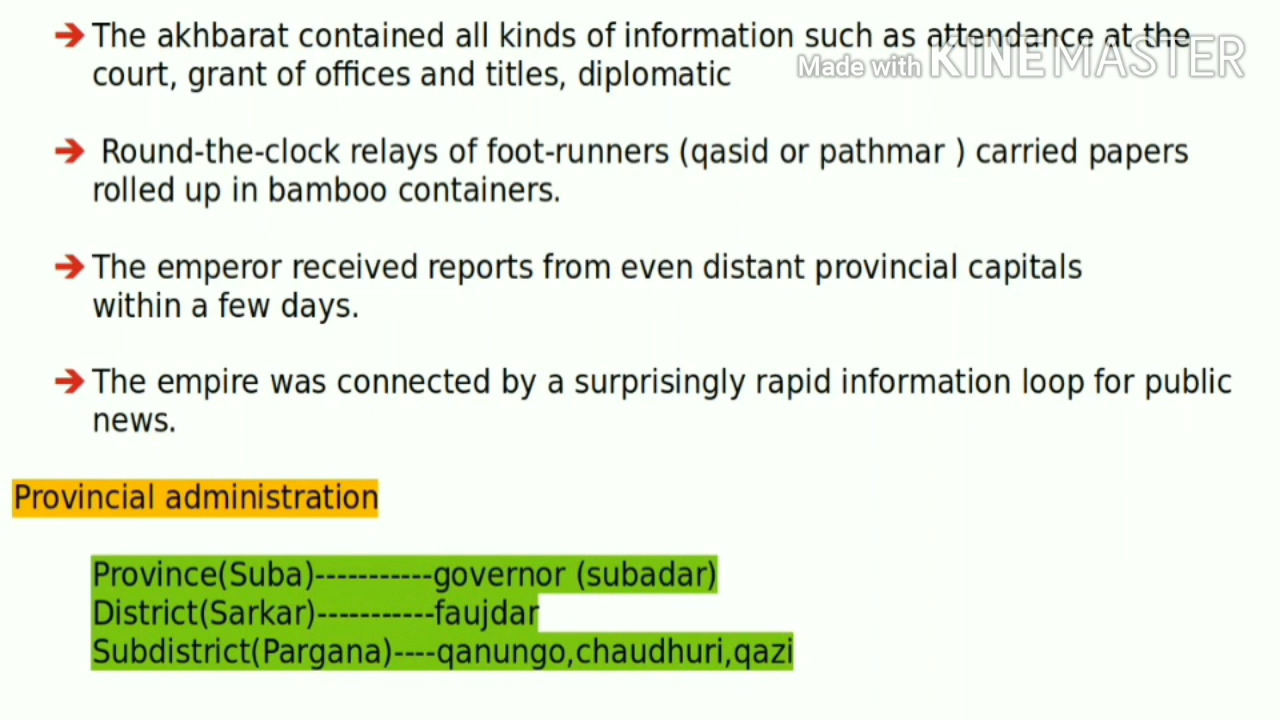 ➔ The akhbarat contained all kinds of information such as attendance at the
court, grant of offices and titles, diplomatic
Made with KINEMASTER
➔ Round-the-clock relays of foot-runners (qasid or pathmar ) carried papers
rolled up in bamboo containers.
➔ The emperor received reports from even distant provincial capitals
within a few days.
➔ The empire was connected by a surprisingly rapid information loop for public
news.
Provincial administration
Province(Suba)-----------governor (subadar)
District(Sarkar)-----------faujdar
Subdistrict(Pargana)----qanungo,chaudhuri,qazi